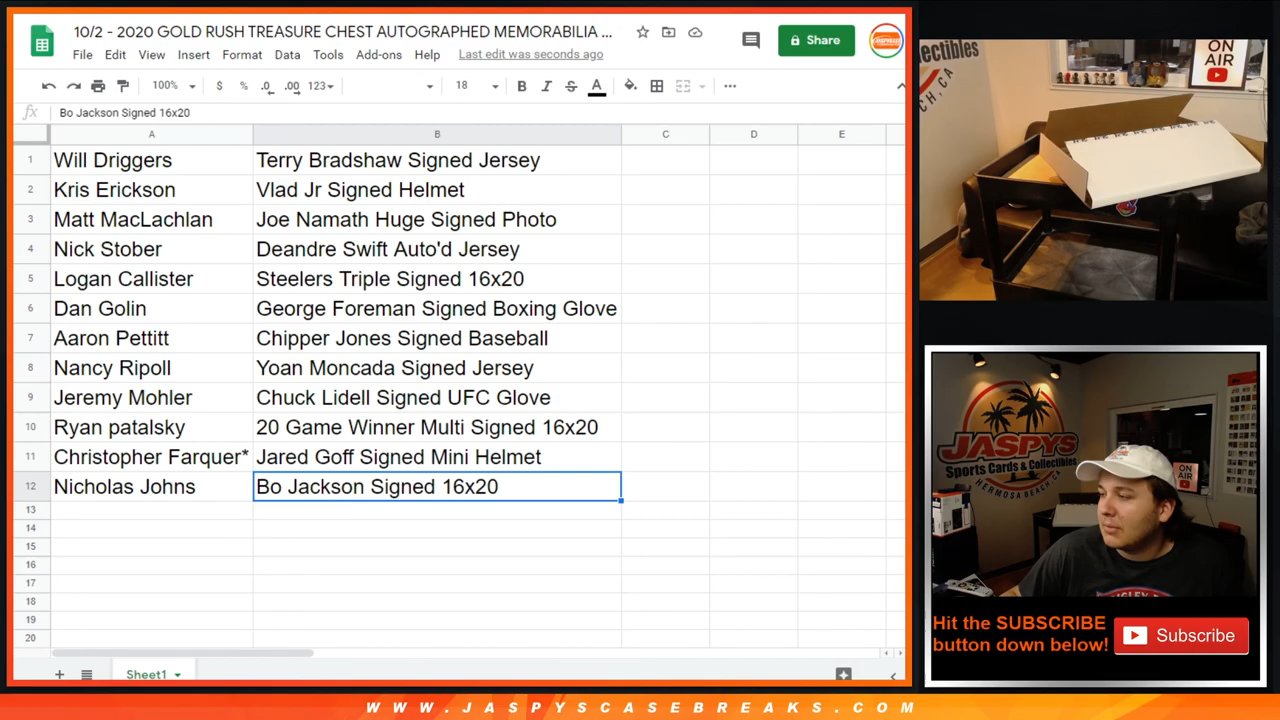 10/2 - 2020 GOLD RUSH TREASURE CHEST AUTOGRAPHED MEMORABILIA ...
File Edit View Insert Format Data Tools Add-ons Help Last edit was seconds ago
Share
100% $ % .0 .00 123 18 B I S A ...
fx Bo Jackson Signed 16x20
A B C D E
1 Will Driggers Terry Bradshaw Signed Jersey
2 Kris Erickson Vlad Jr Signed Helmet
3 Matt MacLachlan Joe Namath Huge Signed Photo
4 Nick Stober Deandre Swift Auto'd Jersey
5 Logan Callister Steelers Triple Signed 16x20
6 Dan Golin George Foreman Signed Boxing Glove
7 Aaron Pettitt Chipper Jones Signed Baseball
8 Nancy Ripoll Yoan Moncada Signed Jersey
9 Jeremy Mohler Chuck Lidell Signed UFC Glove
10 Ryan patalsky 20 Game Winner Multi Signed 16x20
11 Christopher Farquer* Jared Goff Signed Mini Helmet
12 Nicholas Johns Bo Jackson Signed 16x20
13
14
15
16
17
18
19
20
Sheet1
ON
AIR
JASPYS
Sports Cards & Collectibles
HERMOSA BEACH, CA
ON
AIR
Hit the SUBSCRIBE
button down below!
Subscribe
WWW.JASPYSCASEBREAKS.COM